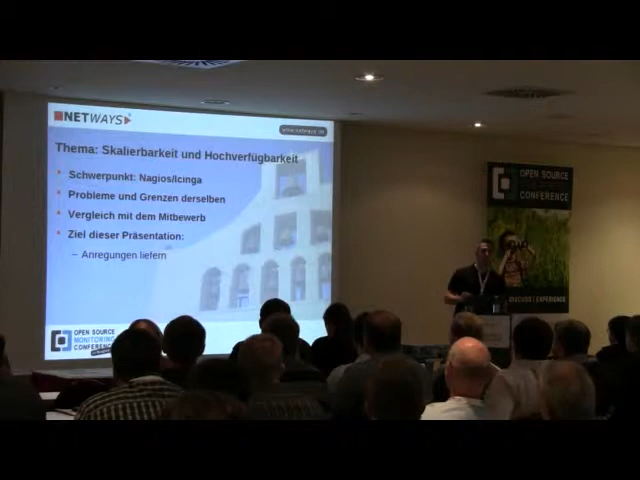 NETWAYS
www.netways.de
Thema: Skalierbarkeit und Hochverfügbarkeit
Schwerpunkt: Nagios/Icinga
Probleme und Grenzen derselben
Vergleich mit dem Mitbewerb
Ziel dieser Präsentation:
– Anregungen liefern
OPEN SOURCE
MONITORING
CONFERENCE
OPEN SOURCE
CONFERENCE
DISCUSS | EXPERIENCE